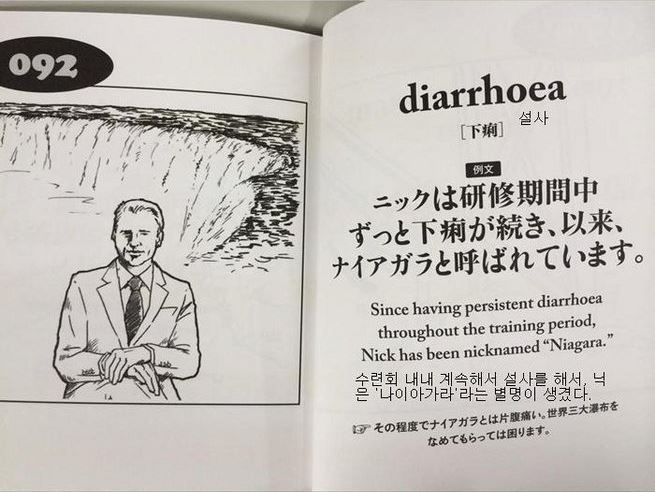 092
diarrhoea
[下痢] 설사
例文
ニックは研修期間中
ずっと下痢が続き、以来、
ナイアガラと呼ばれています。
Since having persistent diarrhoea
throughout the training period,
Nick has been nicknamed “Niagara.”
수련회 내내 계속해서 설사를 해서, 닉
은 '나이아가라'라는 별명이 생겼다.
☞ その程度でナイアガラとは片腹痛い。世界三大瀑布を
なめてもらっては困ります。